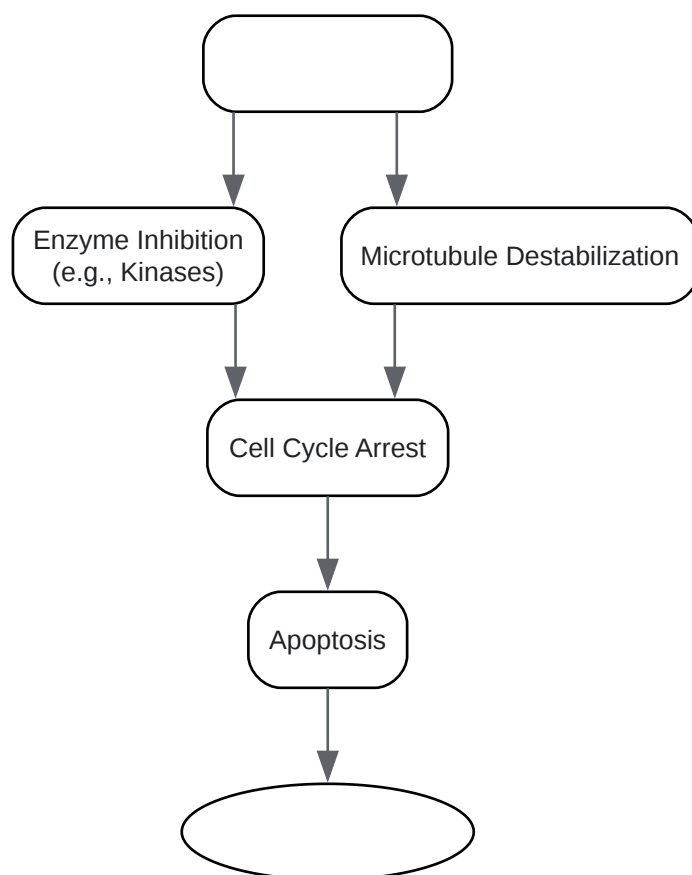 Enzyme Inhibition
(e.g., Kinases)
Microtubule Destabilization
Cell Cycle Arrest
Apoptosis